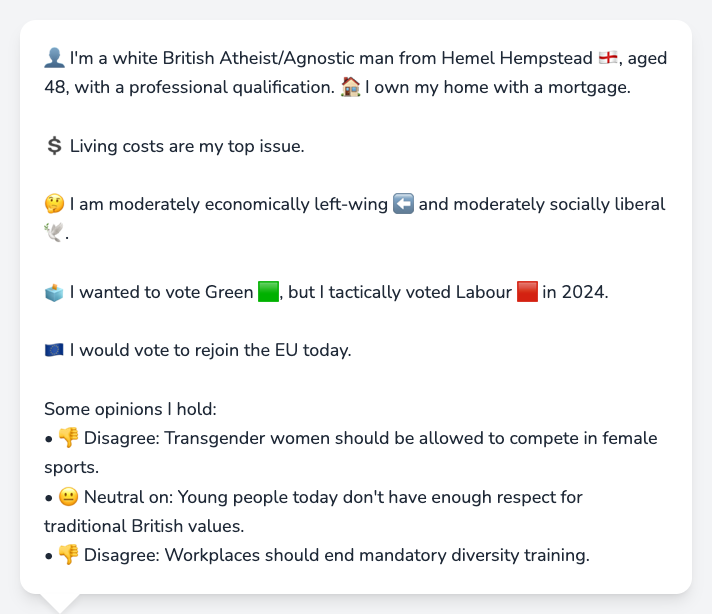 👤 I'm a white British Atheist/Agnostic man from Hemel Hempstead 🏴󠁧󠁢󠁥󠁮󠁧󠁿, aged
48, with a professional qualification. 🏠 I own my home with a mortgage.
💲 Living costs are my top issue.
🤔 I am moderately economically left-wing ⬅️ and moderately socially liberal
🕊️.
🗳️ I wanted to vote Green 🟩, but I tactically voted Labour 🟥 in 2024.
🇪🇺 I would vote to rejoin the EU today.
Some opinions I hold:
• 👎 Disagree: Transgender women should be allowed to compete in female
sports.
• 😐 Neutral on: Young people today don't have enough respect for
traditional British values.
• 👎 Disagree: Workplaces should end mandatory diversity training.